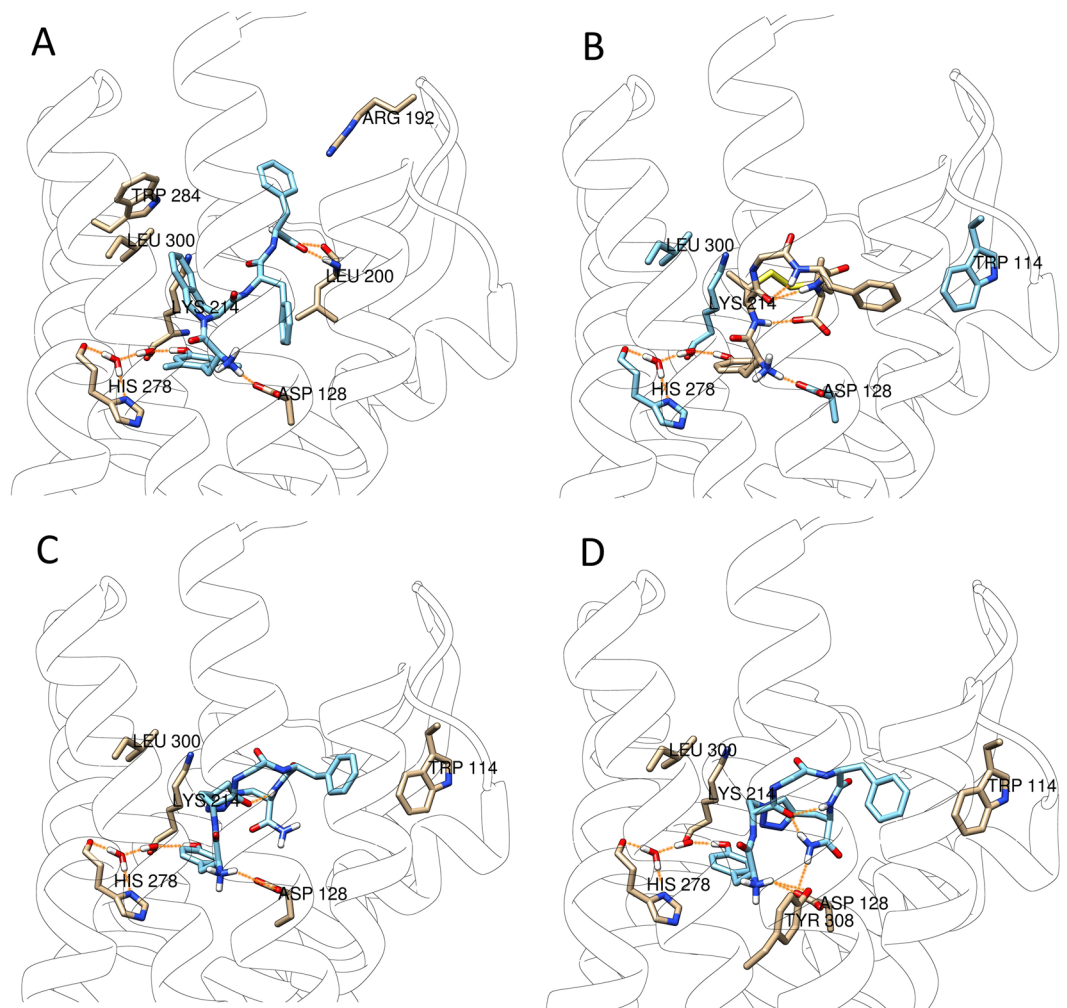 A
ARG 192
TRP 284
LEU 300
LEU 200
LYS 214
HIS 278
ASP 128
B
LEU 300
TRP 114
LYS 214
HIS 278
ASP 128
C
LEU 300
TRP 114
LYS 214
HIS 278
ASP 128
D
LEU 300
TRP 114
LYS 214
HIS 278
ASP 128
TYR 308